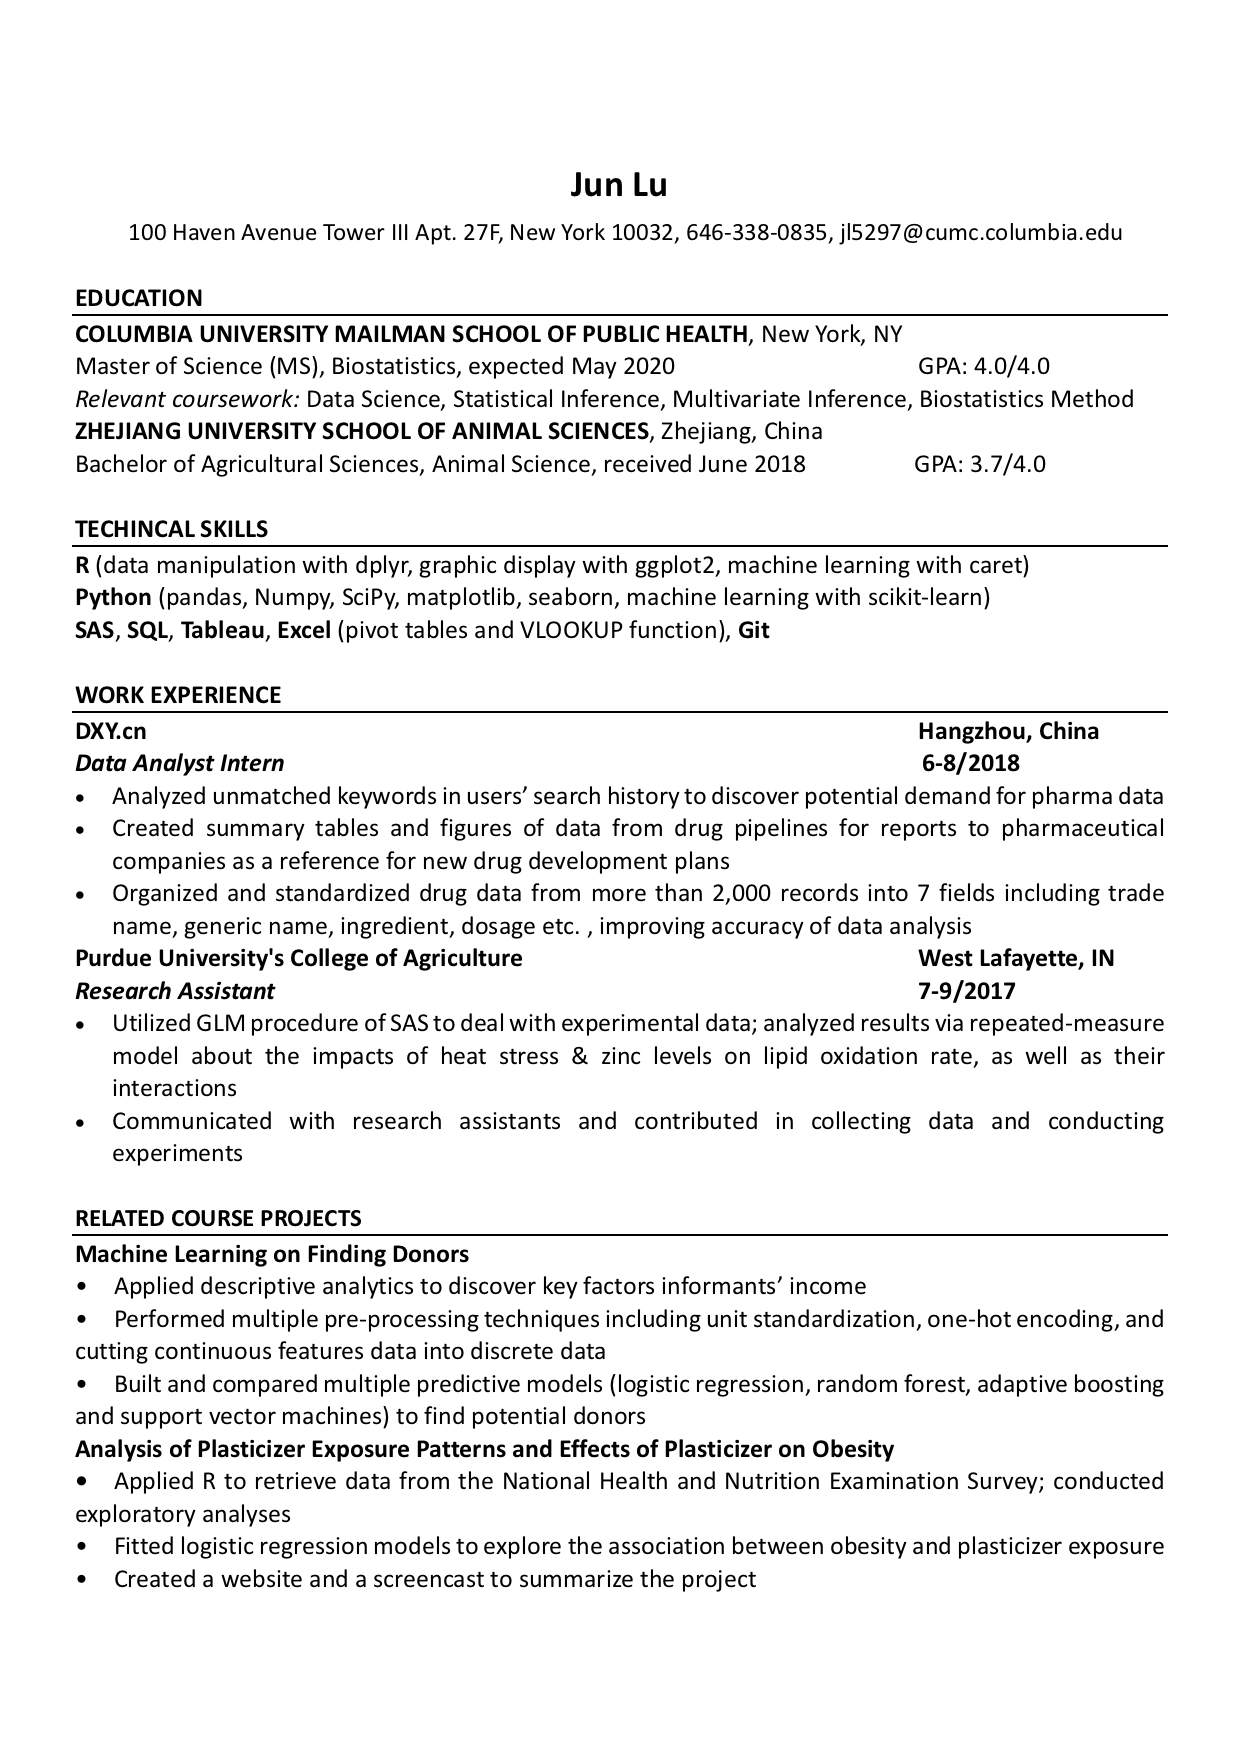 Jun Lu
100 Haven Avenue Tower III Apt. 27F, New York 10032, 646-338-0835, jl5297@cumc.columbia.edu
EDUCATION
COLUMBIA UNIVERSITY MAILMAN SCHOOL OF PUBLIC HEALTH, New York, NY
Master of Science (MS), Biostatistics, expected May 2020 GPA: 4.0/4.0
Relevant coursework: Data Science, Statistical Inference, Multivariate Inference, Biostatistics Method
ZHEJIANG UNIVERSITY SCHOOL OF ANIMAL SCIENCES, Zhejiang, China
Bachelor of Agricultural Sciences, Animal Science, received June 2018 GPA: 3.7/4.0
TECHINCAL SKILLS
R (data manipulation with dplyr, graphic display with ggplot2, machine learning with caret)
Python (pandas, Numpy, SciPy, matplotlib, seaborn, machine learning with scikit-learn)
SAS, SQL, Tableau, Excel (pivot tables and VLOOKUP function), Git
WORK EXPERIENCE
DXY.cn Hangzhou, China
Data Analyst Intern 6-8/2018
• Analyzed unmatched keywords in users’ search history to discover potential demand for pharma data
• Created summary tables and figures of data from drug pipelines for reports to pharmaceutical
companies as a reference for new drug development plans
• Organized and standardized drug data from more than 2,000 records into 7 fields including trade
name, generic name, ingredient, dosage etc. , improving accuracy of data analysis
Purdue University's College of Agriculture West Lafayette, IN
Research Assistant 7-9/2017
• Utilized GLM procedure of SAS to deal with experimental data; analyzed results via repeated-measure
model about the impacts of heat stress & zinc levels on lipid oxidation rate, as well as their
interactions
• Communicated with research assistants and contributed in collecting data and conducting
experiments
RELATED COURSE PROJECTS
Machine Learning on Finding Donors
• Applied descriptive analytics to discover key factors informants’ income
• Performed multiple pre-processing techniques including unit standardization, one-hot encoding, and
cutting continuous features data into discrete data
• Built and compared multiple predictive models (logistic regression, random forest, adaptive boosting
and support vector machines) to find potential donors
Analysis of Plasticizer Exposure Patterns and Effects of Plasticizer on Obesity
• Applied R to retrieve data from the National Health and Nutrition Examination Survey; conducted
exploratory analyses
• Fitted logistic regression models to explore the association between obesity and plasticizer exposure
• Created a website and a screencast to summarize the project